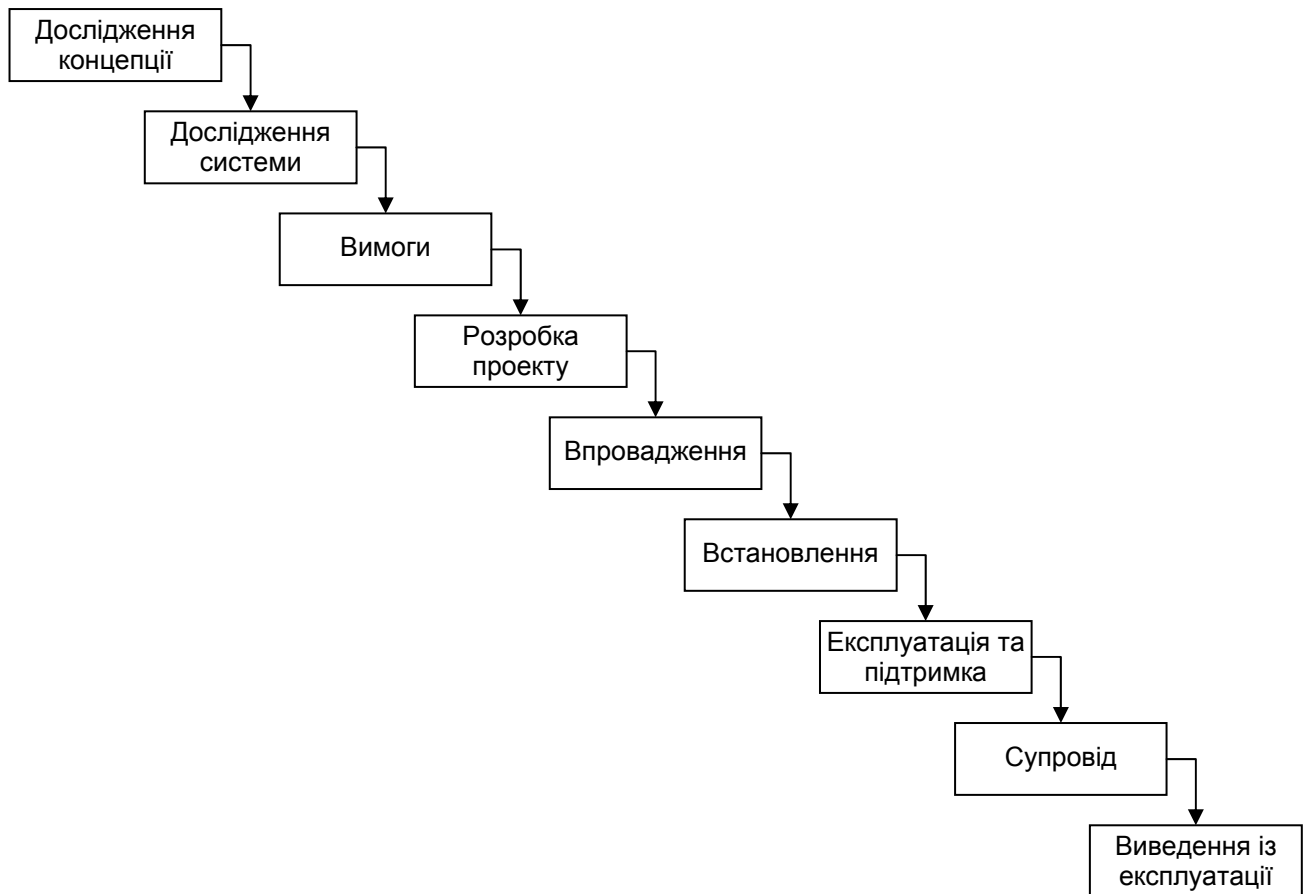 Дослідження
концепції
Дослідження
системи
Вимоги
Розробка
проекту
Впровадження
Встановлення
Експлуатація та
підтримка
Супровід
Виведення із
експлуатації